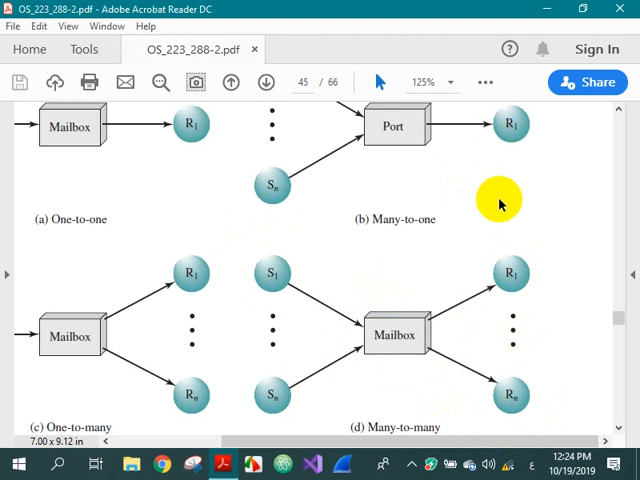 OS_223_288-2.pdf - Adobe Acrobat Reader DC
File Edit View Window Help
Home Tools OS_223_288-2.pdf × Sign In
45 / 66 125% Share
Mailbox R1 Port R1
Sn
(a) One-to-one (b) Many-to-one
R1 S1 R1
Mailbox Mailbox
Rn Sn Rn
(c) One-to-many (d) Many-to-many
7.00 x 9.12 in
12:24 PM
ع
10/19/2019